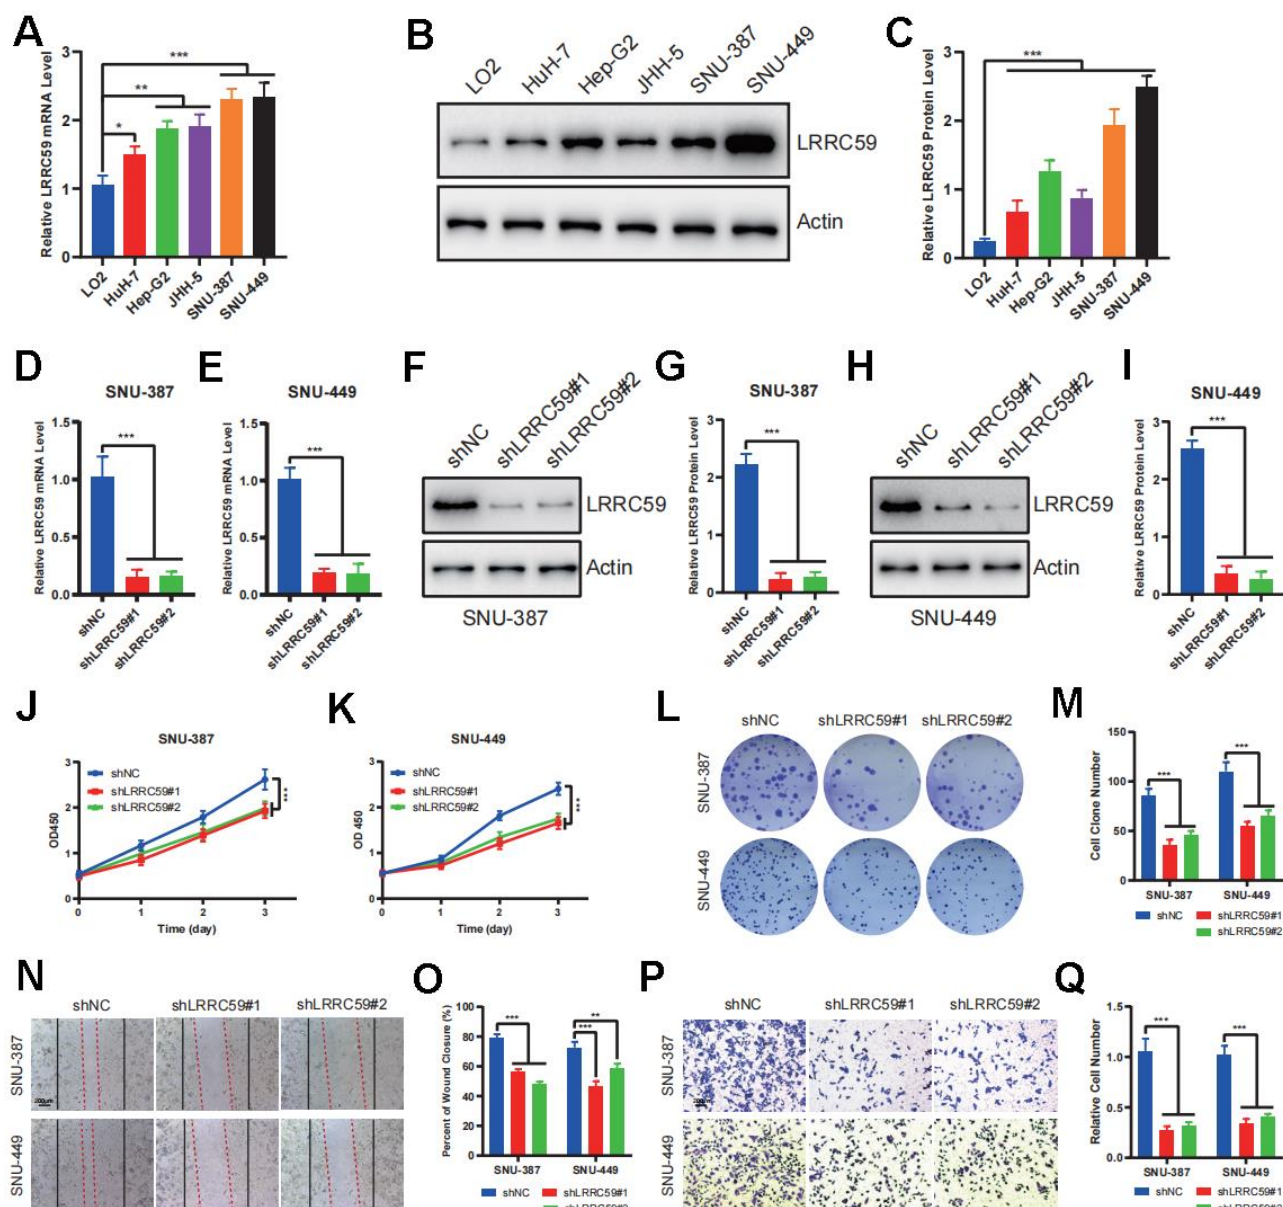 A
Relative LRRC59 mRNA Level
3
2
1
0
***
**
*
LO2
HuH-7
Hep-G2
JHH-5
SNU-387
SNU-449
B
LO2
HuH-7
Hep-G2
JHH-5
SNU-387
SNU-449
LRRC59
Actin
C
Relative LRRC59 Protein Level
3
2
1
0
***
LO2
HuH-7
Hep-G2
JHH-5
SNU-387
SNU-449
D
SNU-387
Relative LRRC59 mRNA Level
1.5
1.0
0.5
0.0
***
shNC
shLRRC59#1
shLRRC59#2
E
SNU-449
Relative LRRC59 mRNA Level
1.5
1.0
0.5
0.0
***
shNC
shLRRC59#1
shLRRC59#2
F
shNC
shLRRC59#1
shLRRC59#2
LRRC59
Actin
SNU-387
G
SNU-387
Relative LRRC59 Protein Level
3
2
1
0
***
shNC
shLRRC59#1
shLRRC59#2
H
shNC
shLRRC59#1
shLRRC59#2
LRRC59
Actin
SNU-449
I
SNU-449
Relative LRRC59 Protein Level
3
2
1
0
***
shNC
shLRRC59#1
shLRRC59#2
J
SNU-387
OD450
3
2
1
0
shNC
shLRRC59#1
shLRRC59#2
***
0 1 2 3
Time (day)
K
SNU-449
OD 450
3
2
1
0
shNC
shLRRC59#1
shLRRC59#2
***
0 1 2 3
Time (day)
L
shNC shLRRC59#1 shLRRC59#2
SNU-387
SNU-449
M
Cell Clone Number
150
100
50
0
***
***
SNU-387 SNU-449
shNC shLRRC59#1
shLRRC59#2
N
shNC shLRRC59#1 shLRRC59#2
SNU-387
200μm
SNU-449
O
Percent of Wound Closure (%)
100
80
60
40
20
0
***
**
***
SNU-387 SNU-449
shNC shLRRC59#1
shLRRC59#2
P
shNC shLRRC59#1 shLRRC59#2
SNU-387
200μm
SNU-449
Q
Relative Cell Number
1.5
1.0
0.5
0.0
***
***
SNU-387 SNU-449
shNC shLRRC59#1
shLRRC59#2